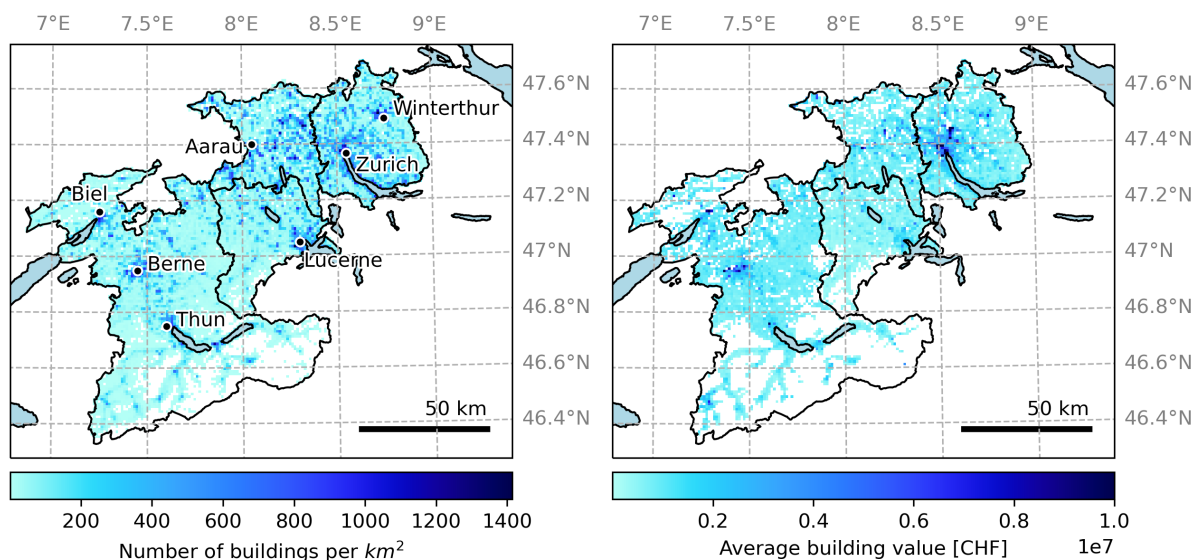 7°E 7.5°E 8°E 8.5°E 9°E
7°E 7.5°E 8°E 8.5°E 9°E
47.6°N
47.6°N
Winterthur
47.4°N
47.4°N
Aarau
Zurich
47.2°N
47.2°N
Biel
47°N
47°N
Berne
Lucerne
46.8°N
46.8°N
Thun
46.6°N
46.6°N
50 km
50 km
46.4°N
46.4°N
200 400 600 800 1000 1200 1400
0.2 0.4 0.6 0.8 1.0
Number of buildings per km²
Average building value [CHF]
1e7